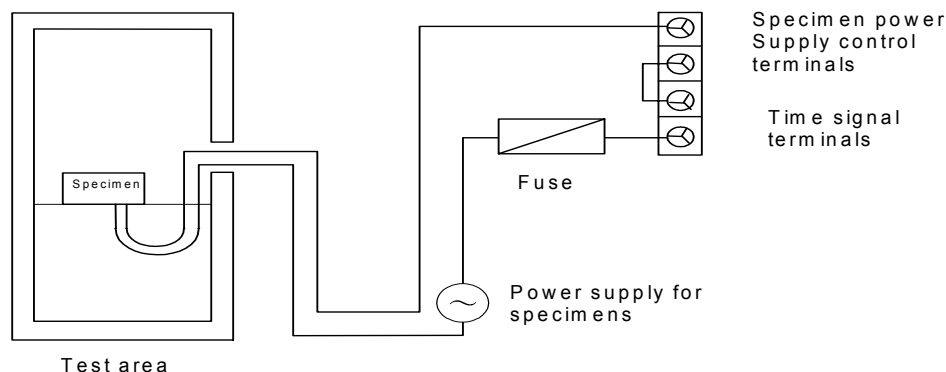 Specimen power
Supply control
terminals
Time signal
terminals
Specimen
Fuse
Power supply for
specimens
Test area